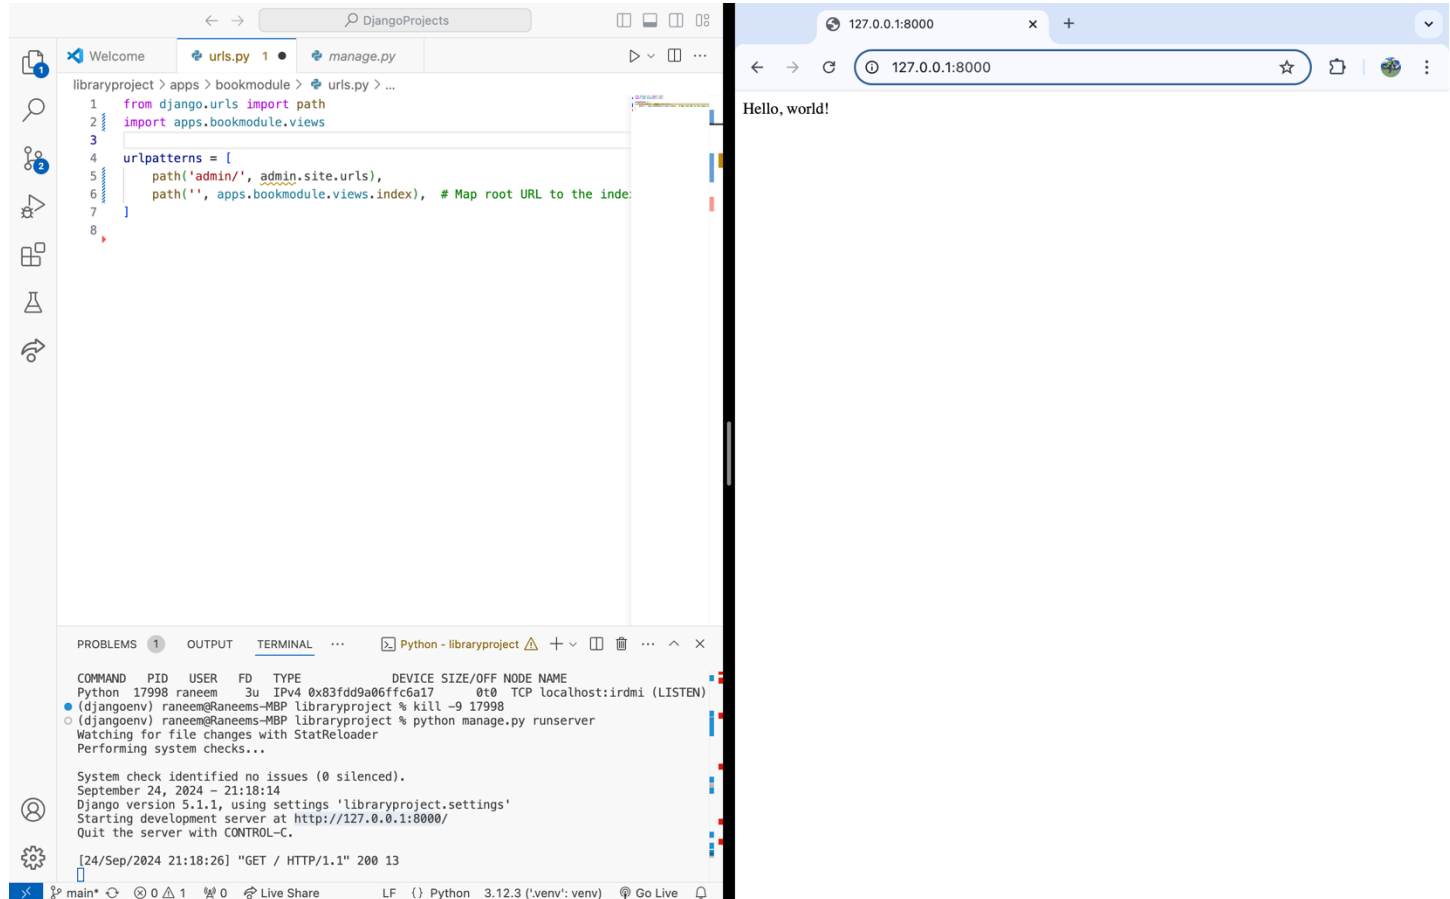 DjangoProjects
Welcome
urls.py 1
manage.py
libraryproject > apps > bookmodule > urls.py > ...
1 from django.urls import path
2 import apps.bookmodule.views
3
4 urlpatterns = [
5 path('admin/', admin.site.urls),
6 path('', apps.bookmodule.views.index), # Map root URL to the inde
7 ]
8
1
2
PROBLEMS 1 OUTPUT TERMINAL ... Python - libraryproject
COMMAND PID USER FD TYPE DEVICE SIZE/OFF NODE NAME
Python 17998 raneem 3u IPv4 0x83fdd9a06ffc6a17 0t0 TCP localhost:irdmi (LISTEN)
(djangoenv) raneem@Raneems-MBP libraryproject % kill -9 17998
(djangoenv) raneem@Raneems-MBP libraryproject % python manage.py runserver
Watching for file changes with StatReloader
Performing system checks...
System check identified no issues (0 silenced).
September 24, 2024 - 21:18:14
Django version 5.1.1, using settings 'libraryproject.settings'
Starting development server at http://127.0.0.1:8000/
Quit the server with CONTROL-C.
[24/Sep/2024 21:18:26] "GET / HTTP/1.1" 200 13
main* 0 1 0 Live Share LF {} Python 3.12.3 ('.venv': venv) Go Live
127.0.0.1:8000
127.0.0.1:8000
Hello, world!